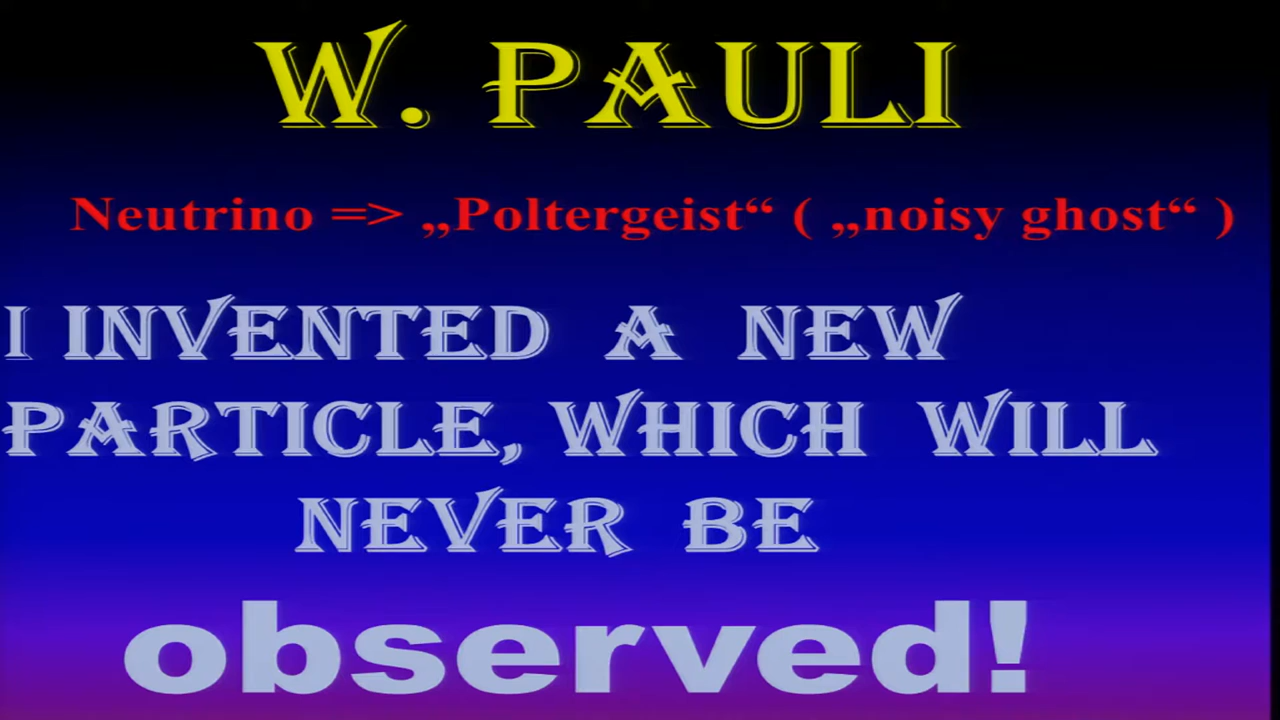 W. PAULI
Neutrino => „Poltergeist“ ( „noisy ghost“ )
I INVENTED A NEW
PARTICLE, WHICH WILL
NEVER BE
observed!